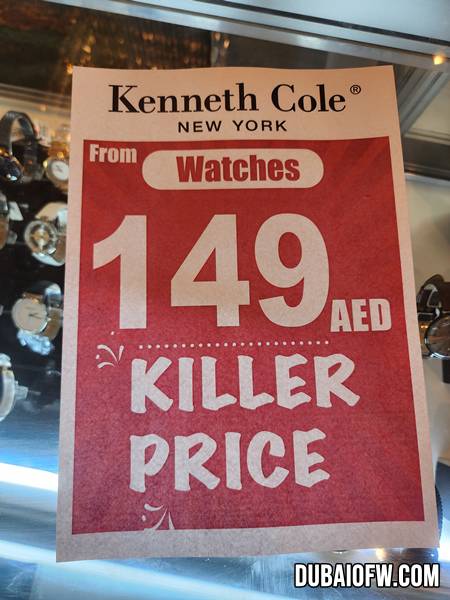 Kenneth Cole®
NEW YORK
From
Watches
149 AED
KILLER
PRICE
DUBAIOFW.COM